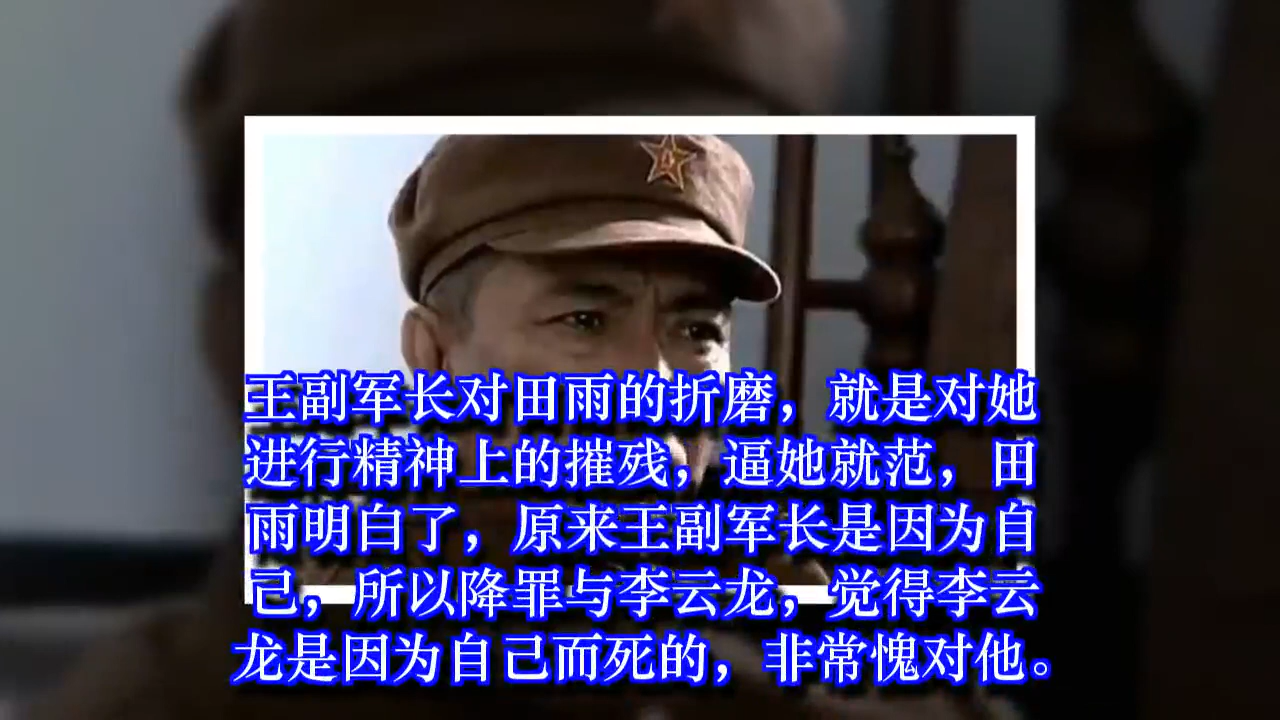 王副军长对田雨的折磨，就是对她
进行精神上的摧残，逼她就范，田
雨明白了，原来王副军长是因为自
己，所以降罪与李云龙，觉得李云
龙是因为自己而死的，非常愧对他。